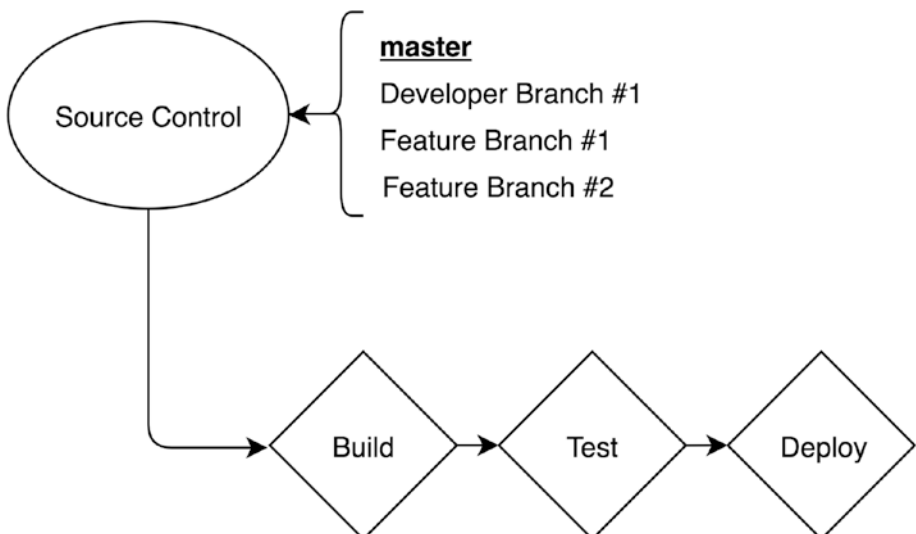 master
Developer Branch #1
Source Control
Feature Branch #1
Feature Branch #2
Build
Test
Deploy